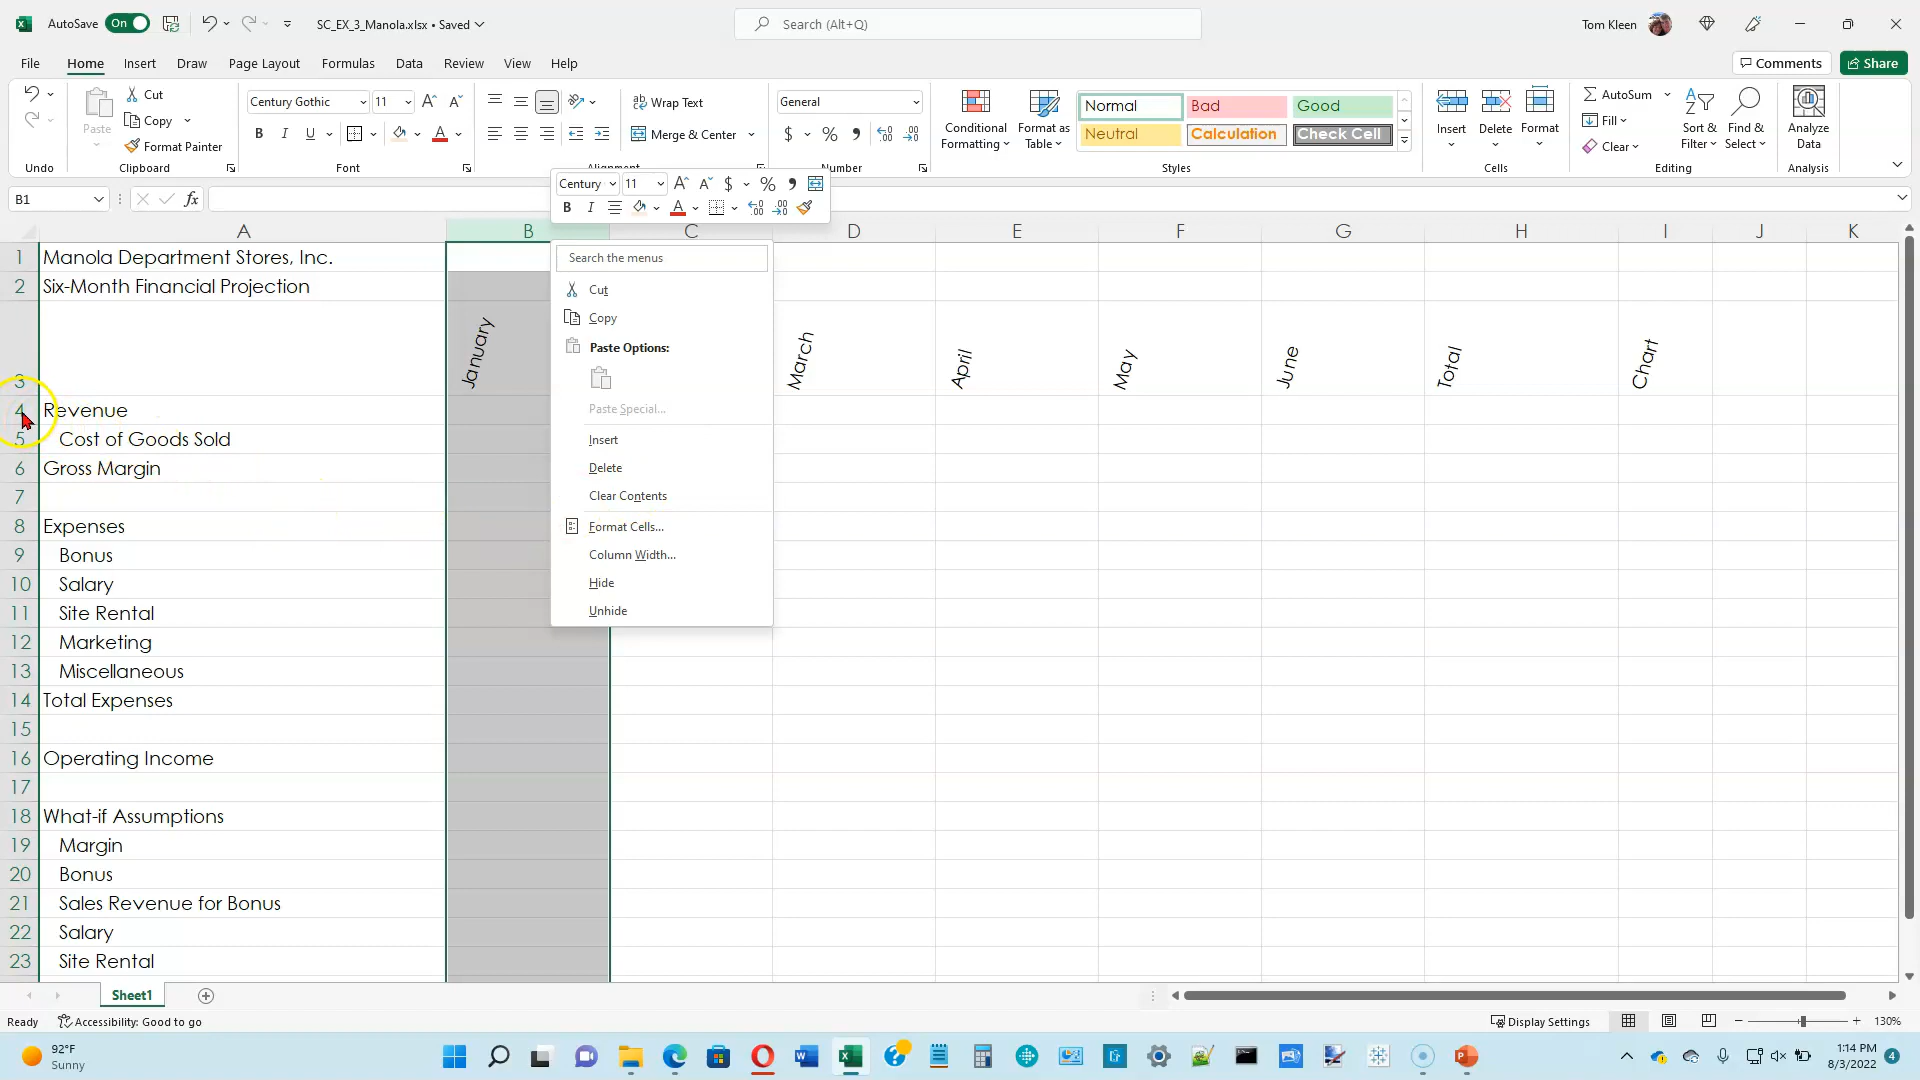 AutoSave On SC_EX_3_Manola.xlsx • Saved Search (Alt+Q) Tom Kleen
File Home Insert Draw Page Layout Formulas Data Review View Help Comments Share
Cut Century Gothic 11 Wrap Text General Normal Bad Good AutoSum
Paste Copy Conditional Formatting Format as Table Insert Delete Format Fill Sort & Filter Find & Select Analyze Data
B I U Merge & Center $ % Neutral Calculation Check Cell
Format Painter Clear
Undo Clipboard Font Alignment Number Styles Cells Editing Analysis
Century 11 $ %
B1 fx
B I A
A B C D E F G H I J K
1 Manola Department Stores, Inc.
2 Six-Month Financial Projection
3 January March April May June Total Chart
4 Revenue
5 Cost of Goods Sold
6 Gross Margin
7
8 Expenses
9 Bonus
10 Salary
11 Site Rental
12 Marketing
13 Miscellaneous
14 Total Expenses
15
16 Operating Income
17
18 What-if Assumptions
19 Margin
20 Bonus
21 Sales Revenue for Bonus
22 Salary
23 Site Rental
Search the menus
Cut
Copy
Paste Options:
Paste Special...
Insert
Delete
Clear Contents
Format Cells...
Column Width...
Hide
Unhide
Sheet1
Ready Accessibility: Good to go Display Settings 130%
92°F
Sunny
1:14 PM
8/3/2022 4